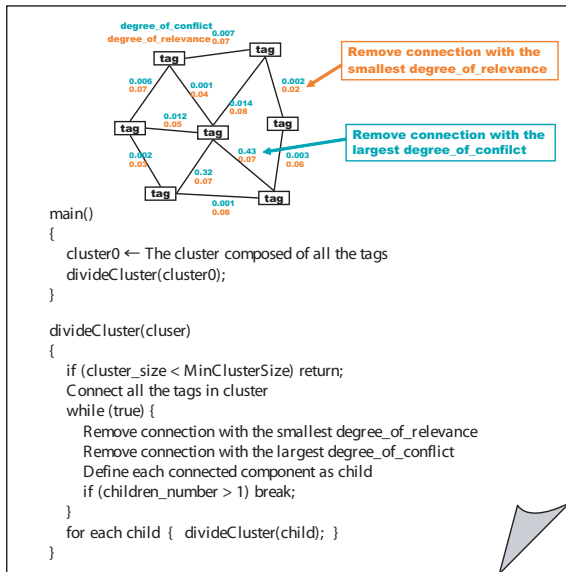 degree_of_conflict
degree_of_relevance
0.007
0.07
tag
tag
Remove connection with the
smallest degree_of_relevance
0.006
0.07
0.001
0.04
0.014
0.08
0.002
0.02
0.012
0.05
tag
tag
tag
Remove connection with the
largest degree_of_confilct
0.002
0.03
0.32
0.07
0.43
0.07
0.003
0.06
tag
tag
0.001
0.08
main()
{
cluster0 ← The cluster composed of all the tags
divideCluster(cluster0);
}
divideCluster(cluser)
{
if (cluster_size < MinClusterSize) return;
Connect all the tags in cluster
while (true) {
Remove connection with the smallest degree_of_relevance
Remove connection with the largest degree_of_conflict
Define each connected component as child
if (children_number > 1) break;
}
for each child { divideCluster(child); }
}